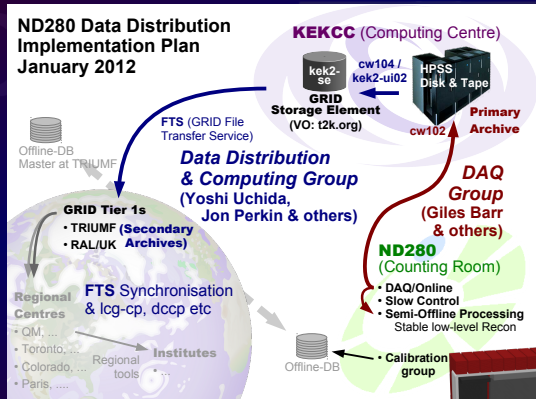 ND280 Data Distribution
Implementation Plan
January 2012
KEKCC (Computing Centre)
kek2-
se
GRID
Storage Element
(VO: t2k.org)
cw104 /
kek2-ui02
HPSS
Disk & Tape
cw102
Primary
Archive
FTS (GRID File
Transfer Service)
Offline-DB
Master at TRIUMF
Data Distribution
& Computing Group
(Yoshi Uchida,
Jon Perkin & others)
DAQ
Group
(Giles Barr
& others)
GRID Tier 1s
• TRIUMF (Secondary
• RAL/UK Archives)
ND280
(Counting Room)
• DAQ/Online
• Slow Control
• Semi-Offline Processing
Stable low-level Recon
FTS Synchronisation
& lcg-cp, dccp etc
Regional
Centres
• QM, ...
• Toronto, ...
• Colorado, ...
• Paris, ....
Regional
tools
Institutes
• ...
Offline-DB
• Calibration
group